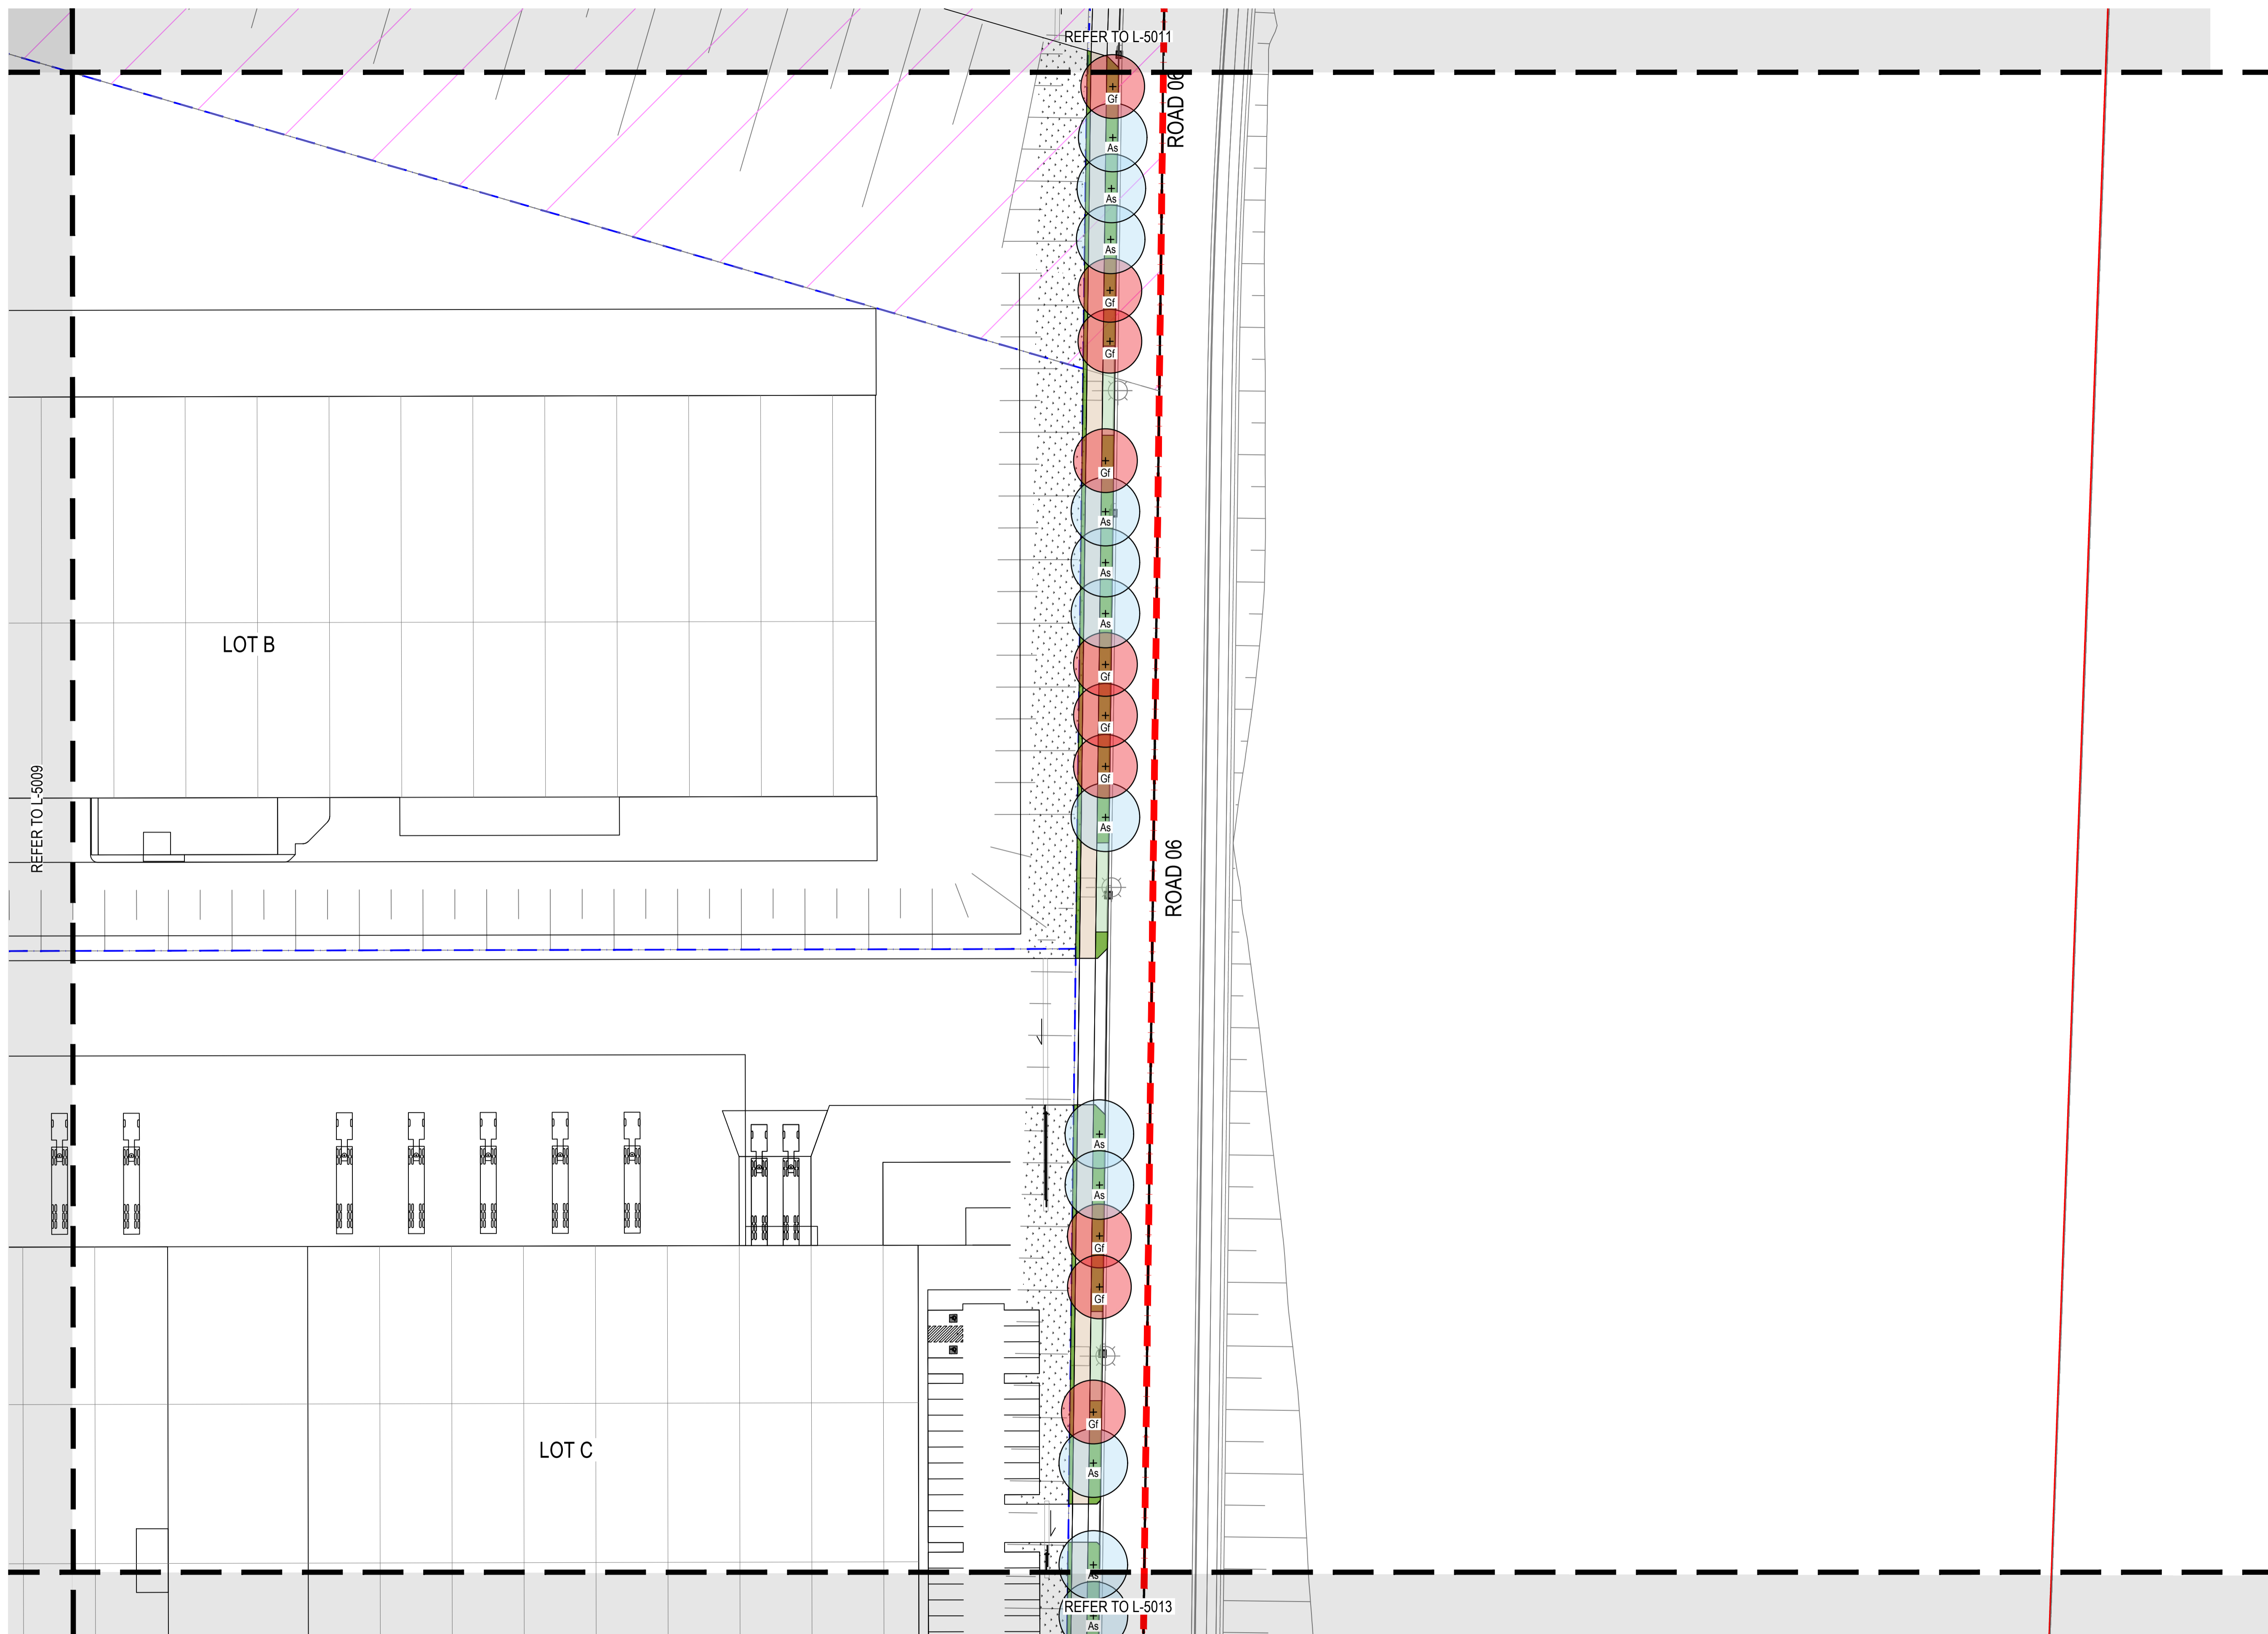 REFER TO L-5011
ROAD 06
Gf
As
As
As
Gf
Gf
Gf
As
As
As
LOT B
Gf
Gf
Gf
REFER TO L-5009
As
ROAD 06
As
As
Gf
Gf
Gf
LOT C
As
As
REFER TO L-5013
As